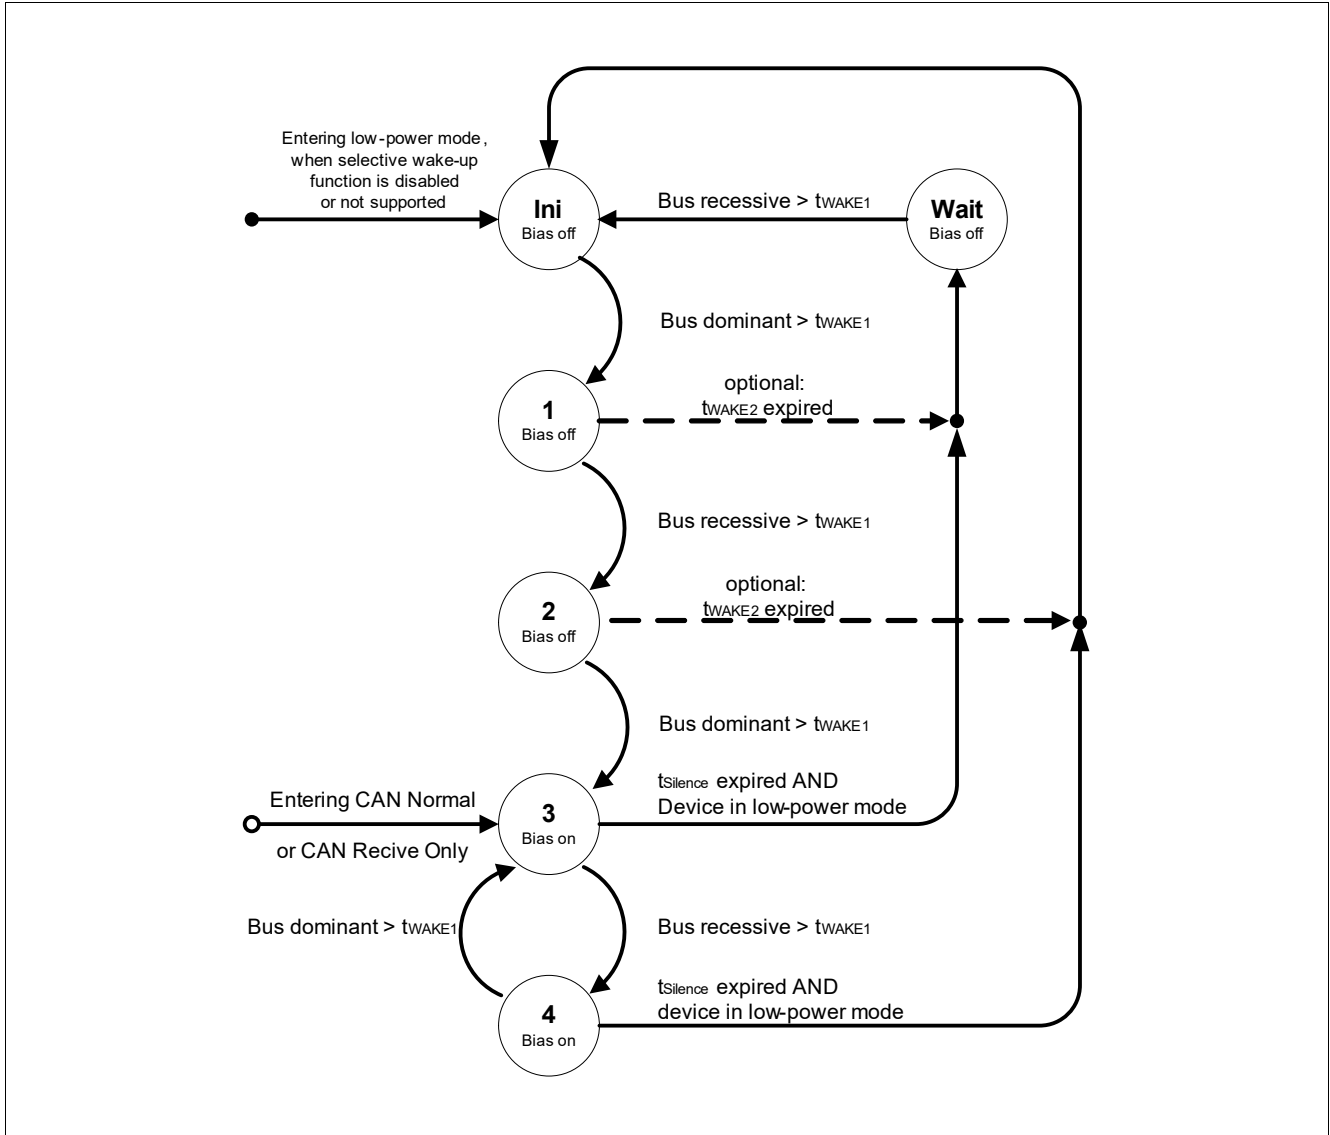 Entering low-power mode,
when selective wake-up
function is disabled
or not supported
Ini
Bias off
Bus recessive > tWAKE1
Wait
Bias off
Bus dominant > tWAKE1
1
Bias off
optional:
tWAKE2 expired
Bus recessive > tWAKE1
2
Bias off
optional:
tWAKE2 expired
Bus dominant > tWAKE1
Entering CAN Normal
or CAN Recive Only
3
Bias on
tSilence expired AND
Device in low-power mode
Bus dominant > tWAKE1
Bus recessive > tWAKE1
4
Bias on
tSilence expired AND
device in low-power mode